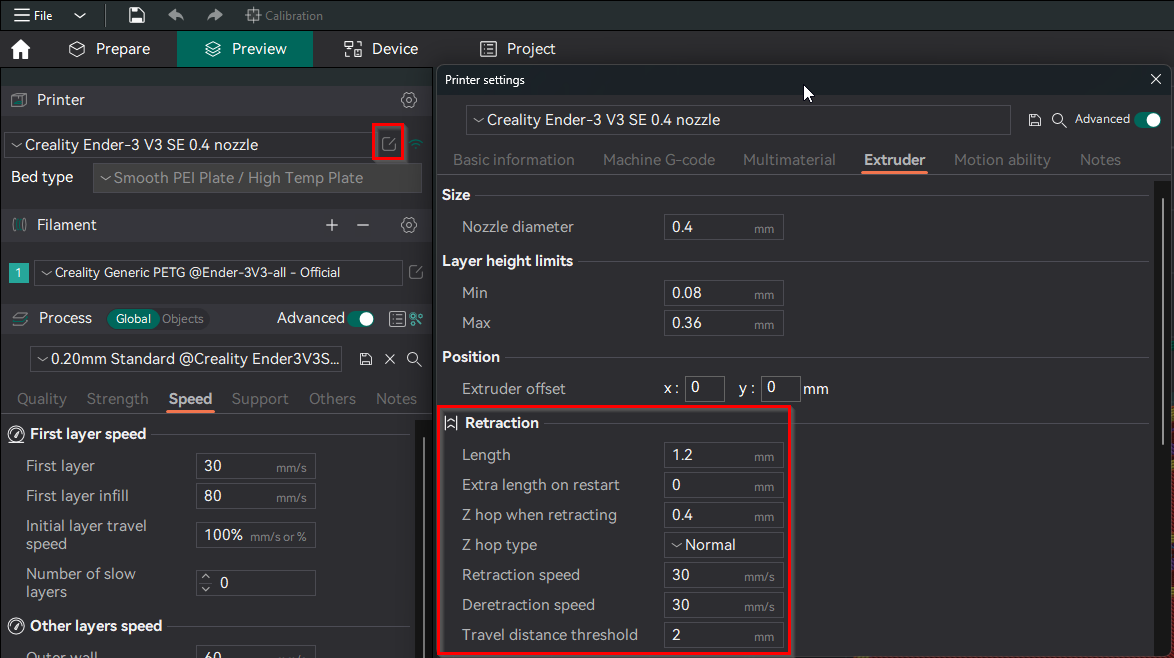 File
Calibration
Prepare
Preview
Device
Project
Printer
Creality Ender-3 V3 SE 0.4 nozzle
Bed type
Smooth PEI Plate / High Temp Plate
Filament
1
Creality Generic PETG @Ender-3V3-all - Official
Process
Global
Objects
Advanced
0.20mm Standard @Creality Ender3V3S...
Quality
Strength
Speed
Support
Others
Notes
First layer speed
First layer 30 mm/s
First layer infill 80 mm/s
Initial layer travel
speed
100% mm/s or %
Number of slow
layers
0
Other layers speed
Outer wall 60
Printer settings
Creality Ender-3 V3 SE 0.4 nozzle
Advanced
Basic information
Machine G-code
Multimaterial
Extruder
Motion ability
Notes
Size
Nozzle diameter 0.4 mm
Layer height limits
Min 0.08 mm
Max 0.36 mm
Position
Extruder offset x : 0 y : 0 mm
Retraction
Length 1.2 mm
Extra length on restart 0 mm
Z hop when retracting 0.4 mm
Z hop type Normal
Retraction speed 30 mm/s
Deretraction speed 30 mm/s
Travel distance threshold 2 mm